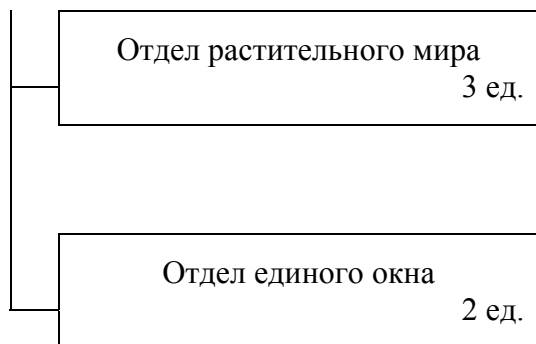 Отдел растительного мира
3 ед.
Отдел единого окна
2 ед.